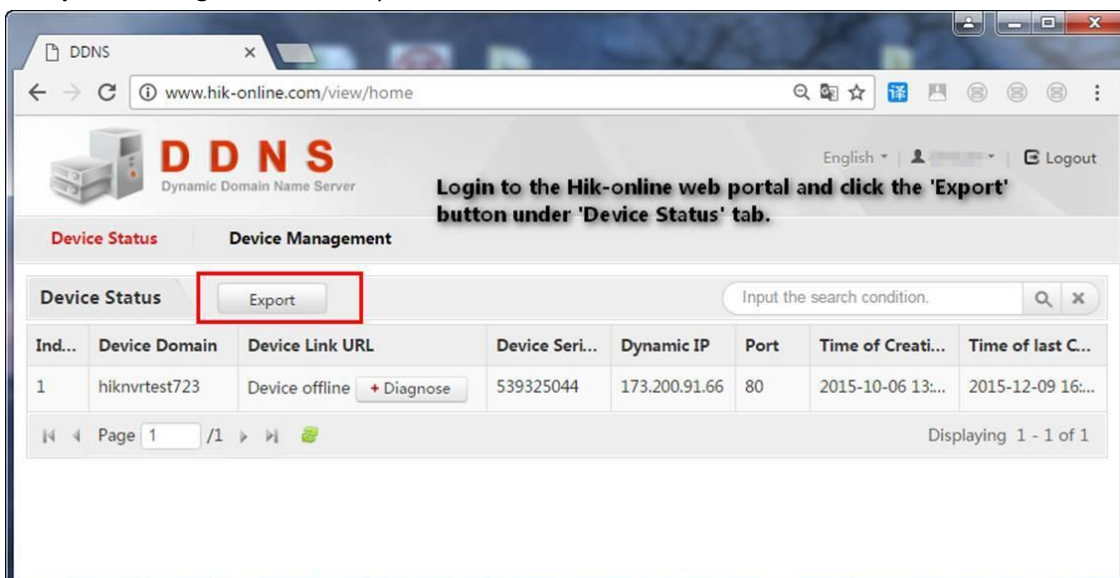 DDNS
www.hik-online.com/view/home
译
DDNS
Dynamic Domain Name Server
English
Logout
Login to the Hik-online web portal and click the 'Export'
button under 'Device Status' tab.
Device Status Device Management
Device Status Export Input the search condition.
Ind... Device Domain Device Link URL Device Seri... Dynamic IP Port Time of Creati... Time of last C...
1 hiknvrtest723 Device offline + Diagnose 539325044 173.200.91.66 80 2015-10-06 13:... 2015-12-09 16:...
Page 1 /1 Displaying 1 - 1 of 1